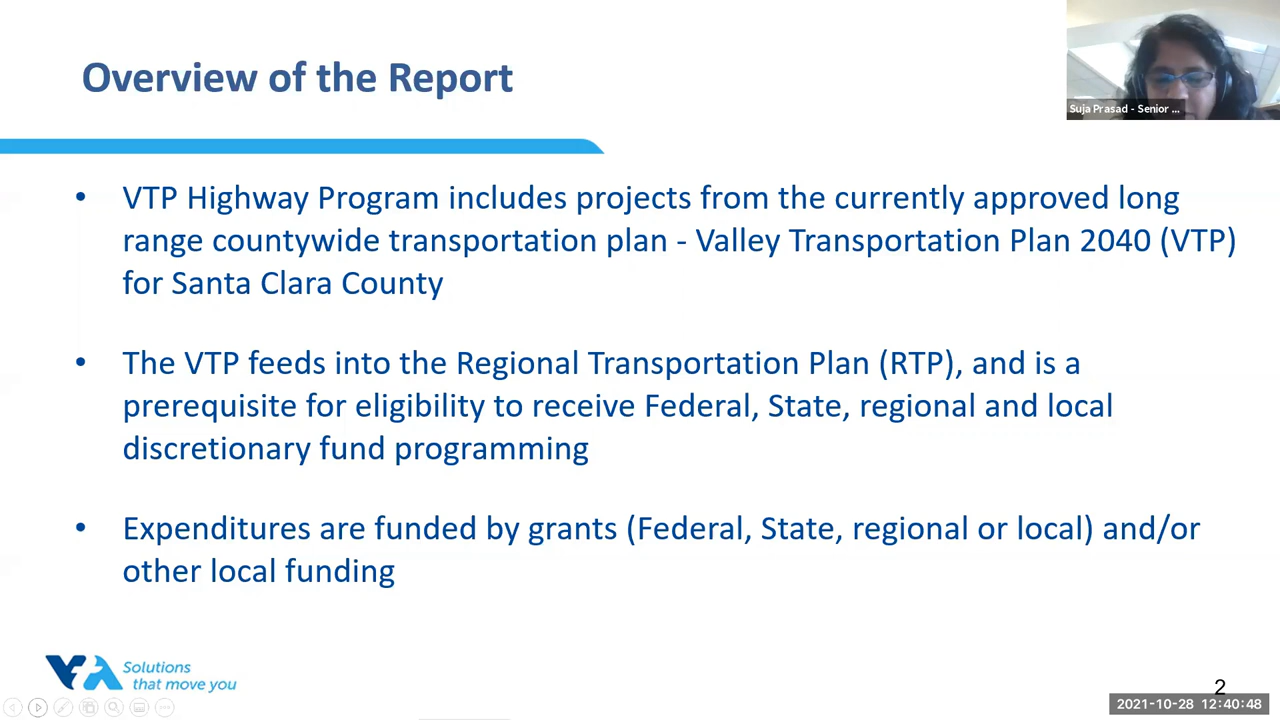 Overview of the Report
Suja Prasad - Senior ...
• VTP Highway Program includes projects from the currently approved long
range countywide transportation plan - Valley Transportation Plan 2040 (VTP)
for Santa Clara County
• The VTP feeds into the Regional Transportation Plan (RTP), and is a
prerequisite for eligibility to receive Federal, State, regional and local
discretionary fund programming
• Expenditures are funded by grants (Federal, State, regional or local) and/or
other local funding
VTA
Solutions
that move you
2
2021-10-28 12:40:48